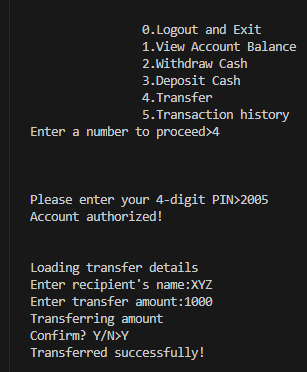 0.Logout and Exit
1.View Account Balance
2.Withdraw Cash
3.Deposit Cash
4.Transfer
5.Transaction history
Enter a number to proceed>4
Please enter your 4-digit PIN>2005
Account authorized!
Loading transfer details
Enter recipient's name:XYZ
Enter transfer amount:1000
Transferring amount
Confirm? Y/N>Y
Transferred successfully!